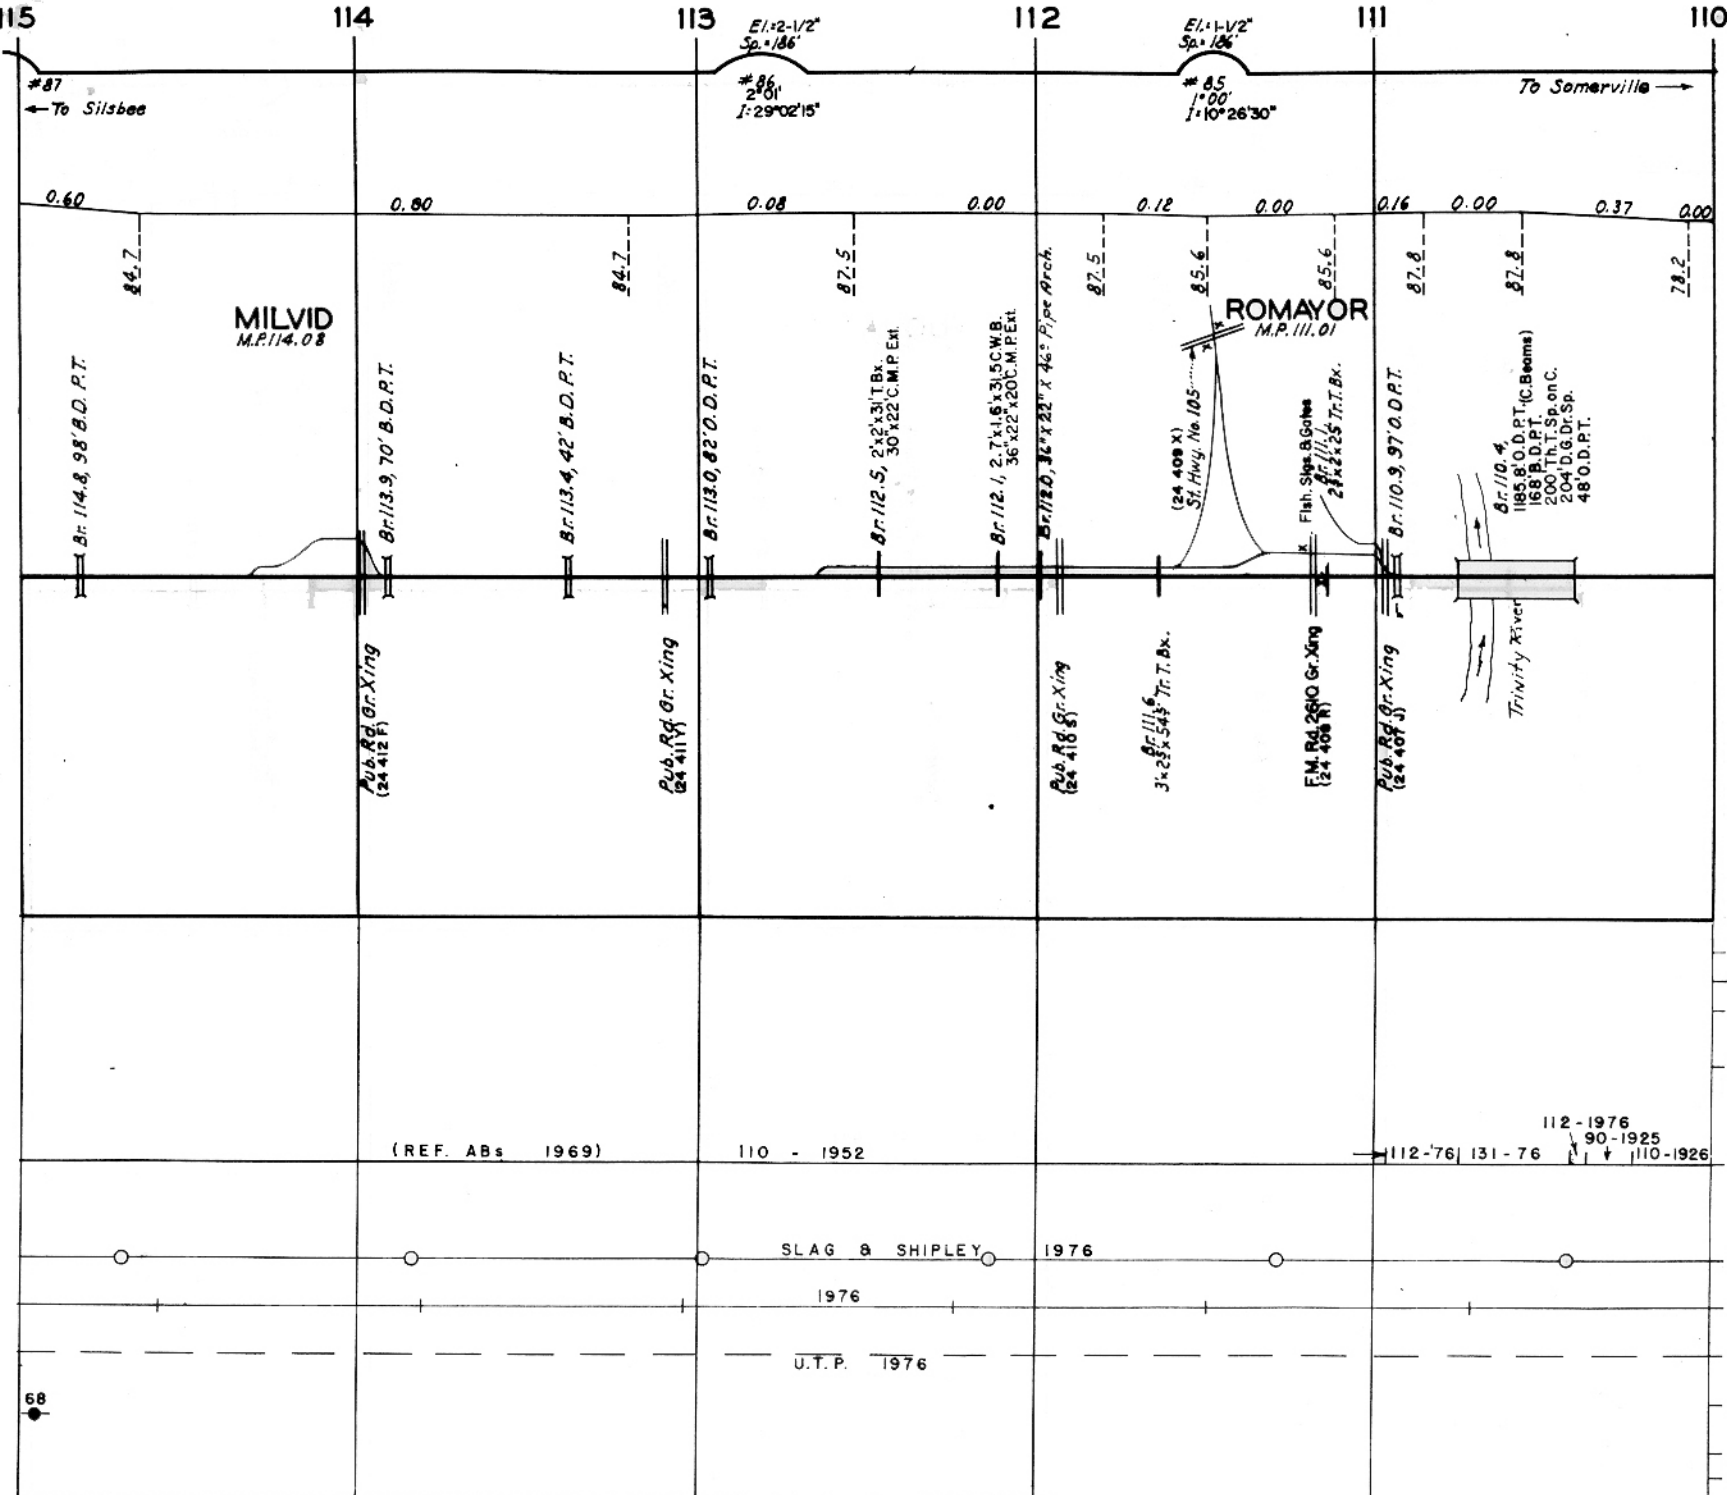 115 114 113 112 111 110
El.=2-1/2"
Sp.=186'
El.=1-1/2"
Sp.=186'
#87
← To Silsbee
#86
2°01'
I=29°02'15"
#85
1°00'
I=10°26'30"
To Somerville →
0.60 0.80 0.08 0.00 0.12 0.00 0.16 0.00 0.37 0.00
84.7 84.7 87.5 87.5 85.6 85.6 87.8 87.8 78.2
MILVID
M.P. 114.08
ROMAYOR
M.P. 111.01
Br. 114.8, 98' B.D.P.T.
Br. 113.9, 70' B.D.P.T.
Br. 113.4, 42' B.D.P.T.
Br. 113.0, 82' O.D.P.T.
Br. 112.5, 2'x2'x31' T. Bx.
30"x22' C.M.P. Ext.
Br. 112.1, 2.7'x1.6'x31.5 C.W.B.
36"x22"x20' C.M.P. Ext.
Br. 112.0, 36"x22"x46' Pipe Arch.
(24 409 X)
St. Hwy. No. 105
Flsh. Sigs. & Gates
Br. 111.1
Br. 110.9, 97' O.D.P.T.
Br. 110.4,
1185.8' O.D.P.T. (C. Beams)
168' B.D.P.T.
200' Th. T. Sp. on C.
204' D.G. Dr. Sp.
48' O.D.P.T.
Pub. Rd. Gr. Xing
(24 412 F)
Pub. Rd. Gr. Xing
(24 411 Y)
Pub. Rd. Gr. Xing
(24 410 S)
Br. 111.6
F.M. Rd. 2610 Gr. Xing
Pub. Rd. Gr. Xing
(24 407 J)
Trinity River
(REF. ABs 1969) 110 - 1952
112-1976
90-1925
112-'76 131-76 110-1926
SLAG & SHIPLEY 1976
1976
U.T.P. 1976
68